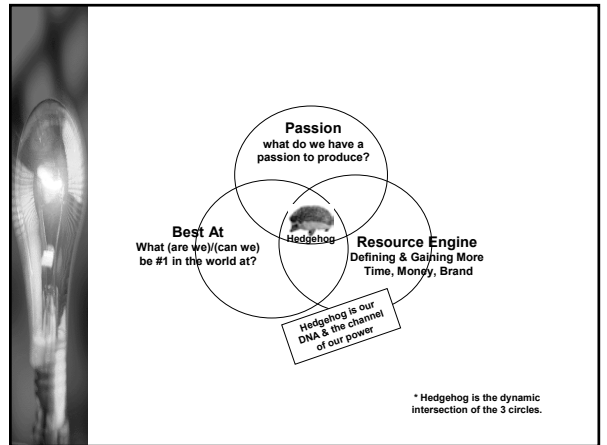 Passion
what do we have a
passion to produce?
Best At
What (are we)/(can we)
be #1 in the world at?
Hedgehog
Resource Engine
Defining & Gaining More
Time, Money, Brand
Hedgehog is our
DNA & the channel
of our power
* Hedgehog is the dynamic
intersection of the 3 circles.